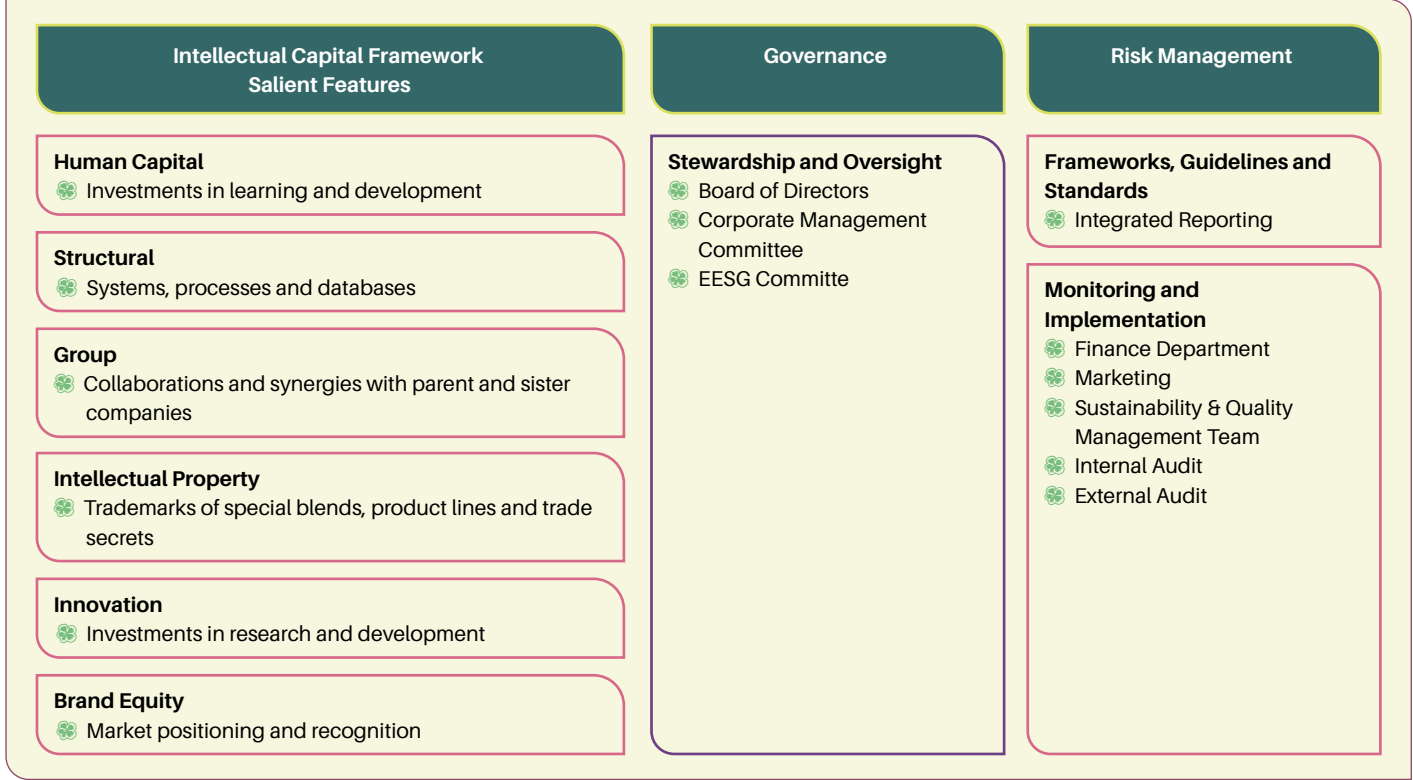 Intellectual Capital Framework
Salient Features
Human Capital
Investments in learning and development
Structural
Systems, processes and databases
Group
Collaborations and synergies with parent and sister
companies
Intellectual Property
Trademarks of special blends, product lines and trade
secrets
Innovation
Investments in research and development
Brand Equity
Market positioning and recognition
Governance
Stewardship and Oversight
Board of Directors
Corporate Management
Committee
EESG Committe
Risk Management
Frameworks, Guidelines and
Standards
Integrated Reporting
Monitoring and
Implementation
Finance Department
Marketing
Sustainability & Quality
Management Team
Internal Audit
External Audit